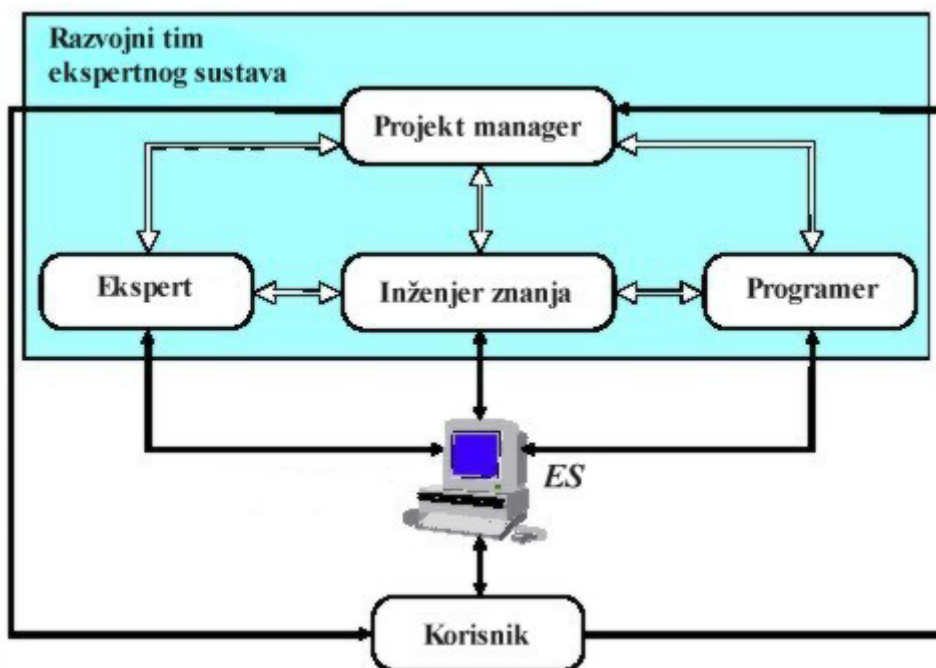 Razvojni tim
ekspertnog sustava
Projekt manager
Ekspert
Inženjer znanja
Programer
ES
Korisnik